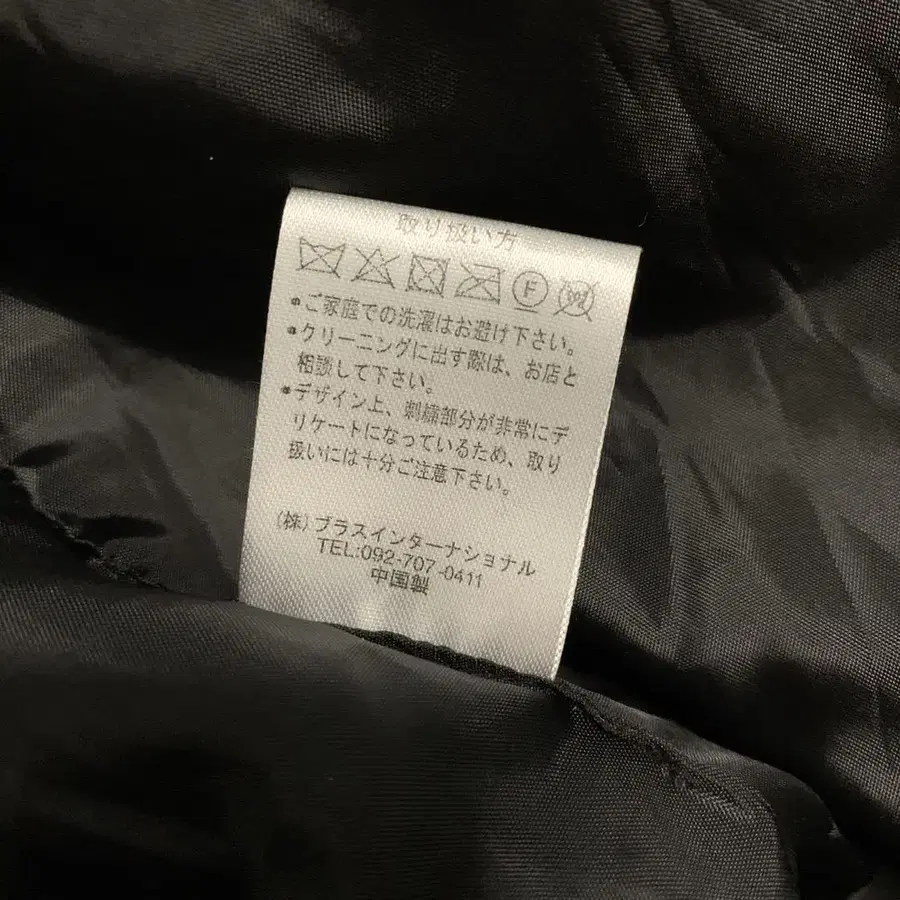 取り扱い方
F W
●ご家庭での洗濯はお避け下さい。
●クリーニングに出す際は、お店と
相談して下さい。
●デザイン上、刺繍部分が非常にデ
リケートになっているため、取り
扱いには十分ご注意下さい。
(株)プラスインターナショナル
TEL:092-707-0411
中国製